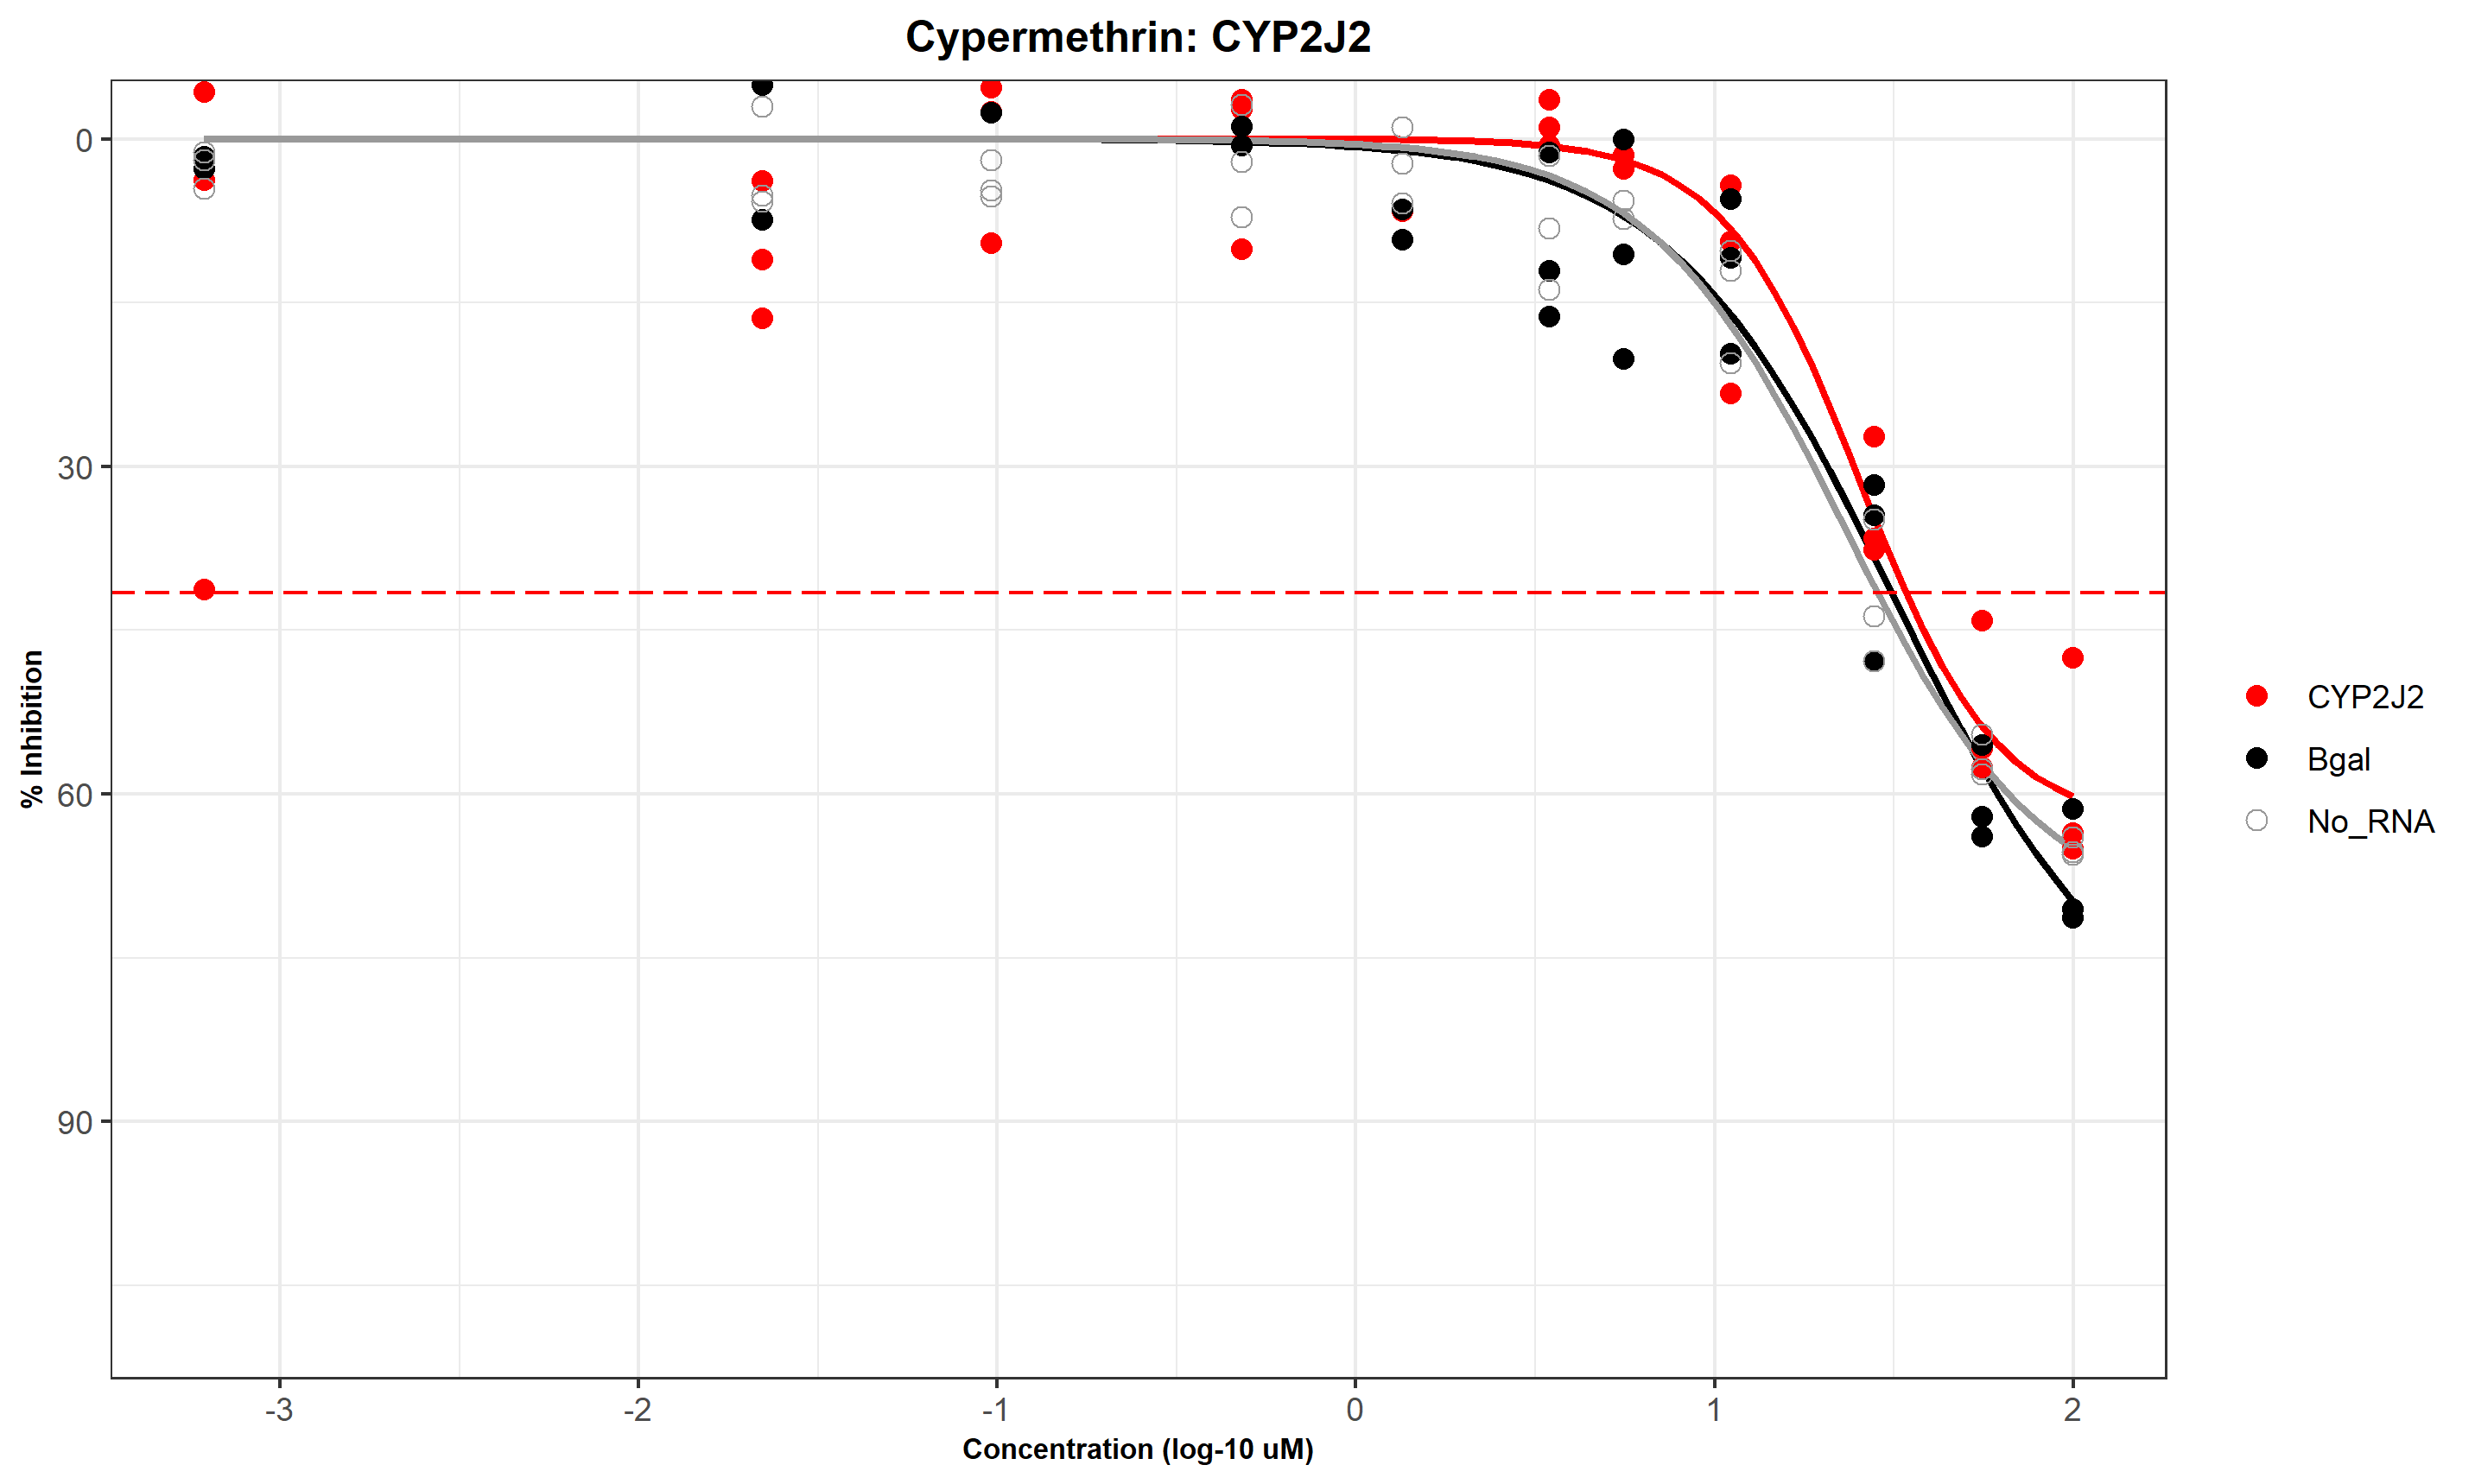 Cypermethrin: CYP2J2
% Inhibition
0
30
60
90
-3
-2
-1
0
1
2
Concentration (log-10 uM)
CYP2J2
Bgal
No_RNA